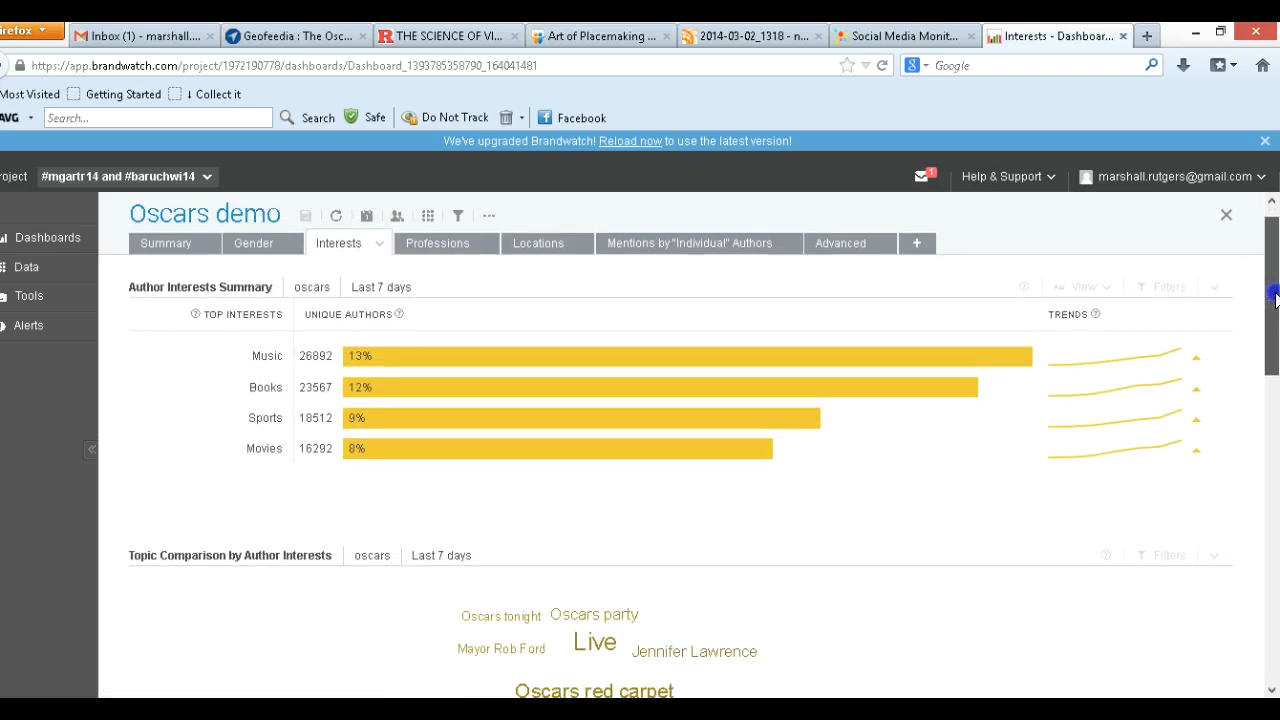 irefox
Inbox (1) - marshall....
Geofeedia : The Osc...
THE SCIENCE OF VI...
Art of Placemaking ...
2014-03-02_1318 - n...
Social Media Monit...
Interests - Dashboar...
https://app.brandwatch.com/project/1972190778/dashboards/Dashboard_1393785358790_164041481
Google
Most Visited Getting Started ↓ Collect it
AVG Search... Search Safe Do Not Track Facebook
We've upgraded Brandwatch! Reload now to use the latest version!
roject #mgartr14 and #baruchwi14 1 Help & Support marshall.rutgers@gmail.com
Oscars demo
Dashboards
Data
Tools
Alerts
Summary Gender Interests Professions Locations Mentions by "Individual" Authors Advanced +
Author Interests Summary oscars Last 7 days View Filters
TOP INTERESTS UNIQUE AUTHORS TRENDS
Music 26892 13%
Books 23567 12%
Sports 18512 9%
Movies 16292 8%
Topic Comparison by Author Interests oscars Last 7 days Filters
Oscars tonight Oscars party
Mayor Rob Ford Live Jennifer Lawrence
Oscars red carpet